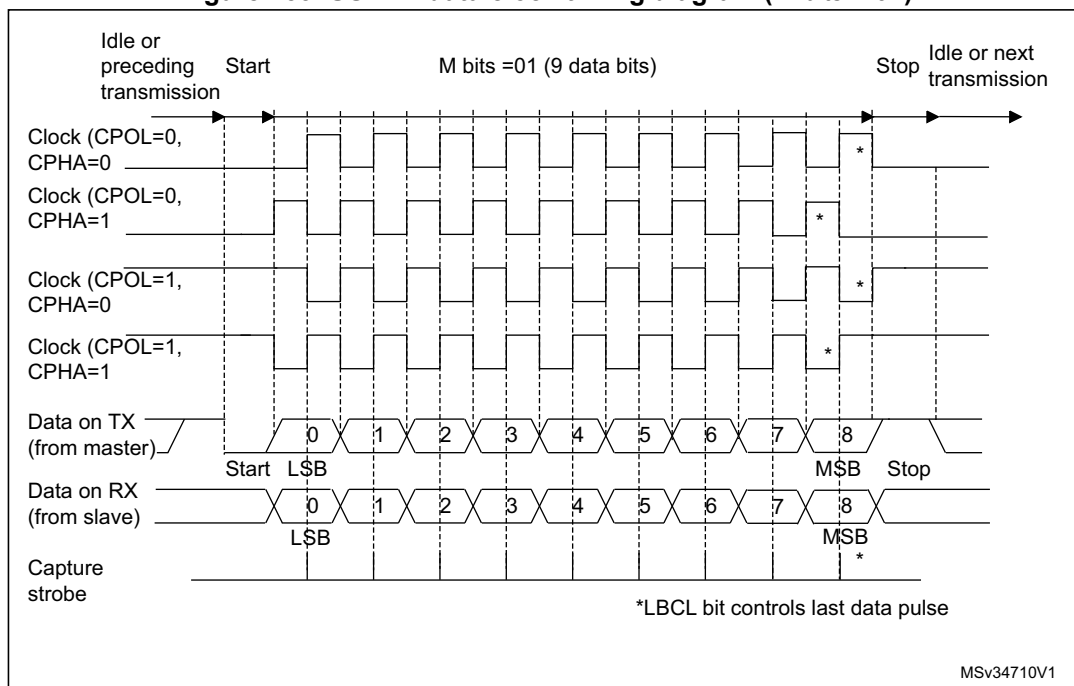 Idle or
preceding
transmission
Start
M bits =01 (9 data bits)
Stop
Idle or next
transmission
Clock (CPOL=0,
CPHA=0
*
Clock (CPOL=0,
CPHA=1
*
Clock (CPOL=1,
CPHA=0
*
Clock (CPOL=1,
CPHA=1
*
Data on TX
(from master)
0 1 2 3 4 5 6 7 8
Start LSB MSB Stop
Data on RX
(from slave)
0 1 2 3 4 5 6 7 8
LSB MSB
Capture
strobe
*
*LBCL bit controls last data pulse
MSv34710V1